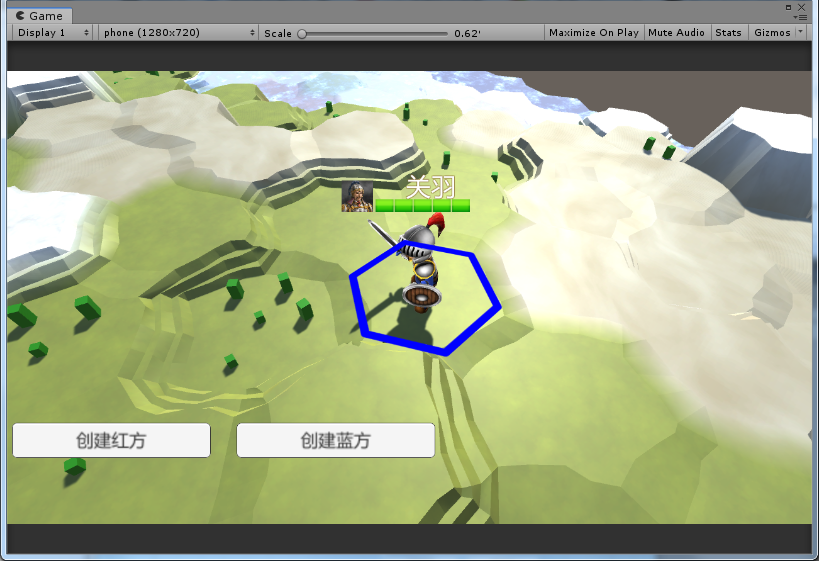 Game
Display 1 phone (1280x720) Scale 0.62' Maximize On Play Mute Audio Stats Gizmos
关羽
创建红方 创建蓝方